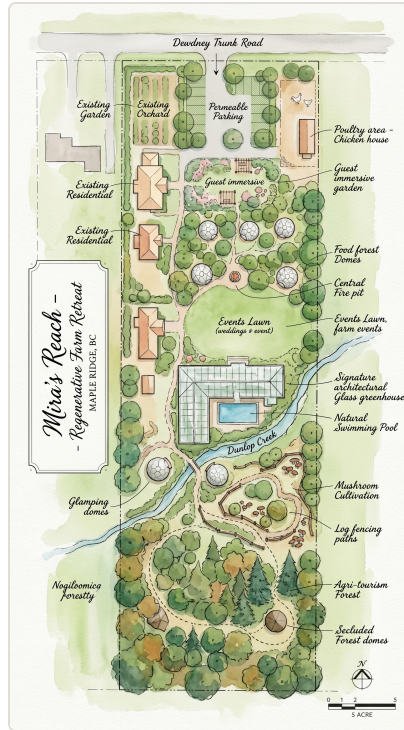 Dewdney Trunk Road
Existing
Garden
Existing
Orchard
Permeable
Parking
Poultry area -
Chicken house
Existing
Residential
Guest immersive
Guest
immersive
garden
Existing
Residential
Food forest
Domes
Central
Fire pit
Events Lawn
(weddings & event)
Events Lawn,
farm events
Mira's Reach –
- Regenerative Farm Retreat
MAPLE RIDGE, BC
Signature
architectural
Glass greenhouse
Natural
Swimming Pool
Dunlop Creek
Glamping
domes
Mushroom
Cultivation
Log fencing
paths
Nogiloomica
forestty
Agri-tourism
Forest
Secluded
Forest domes
N
0 1 2 5
5 ACRE